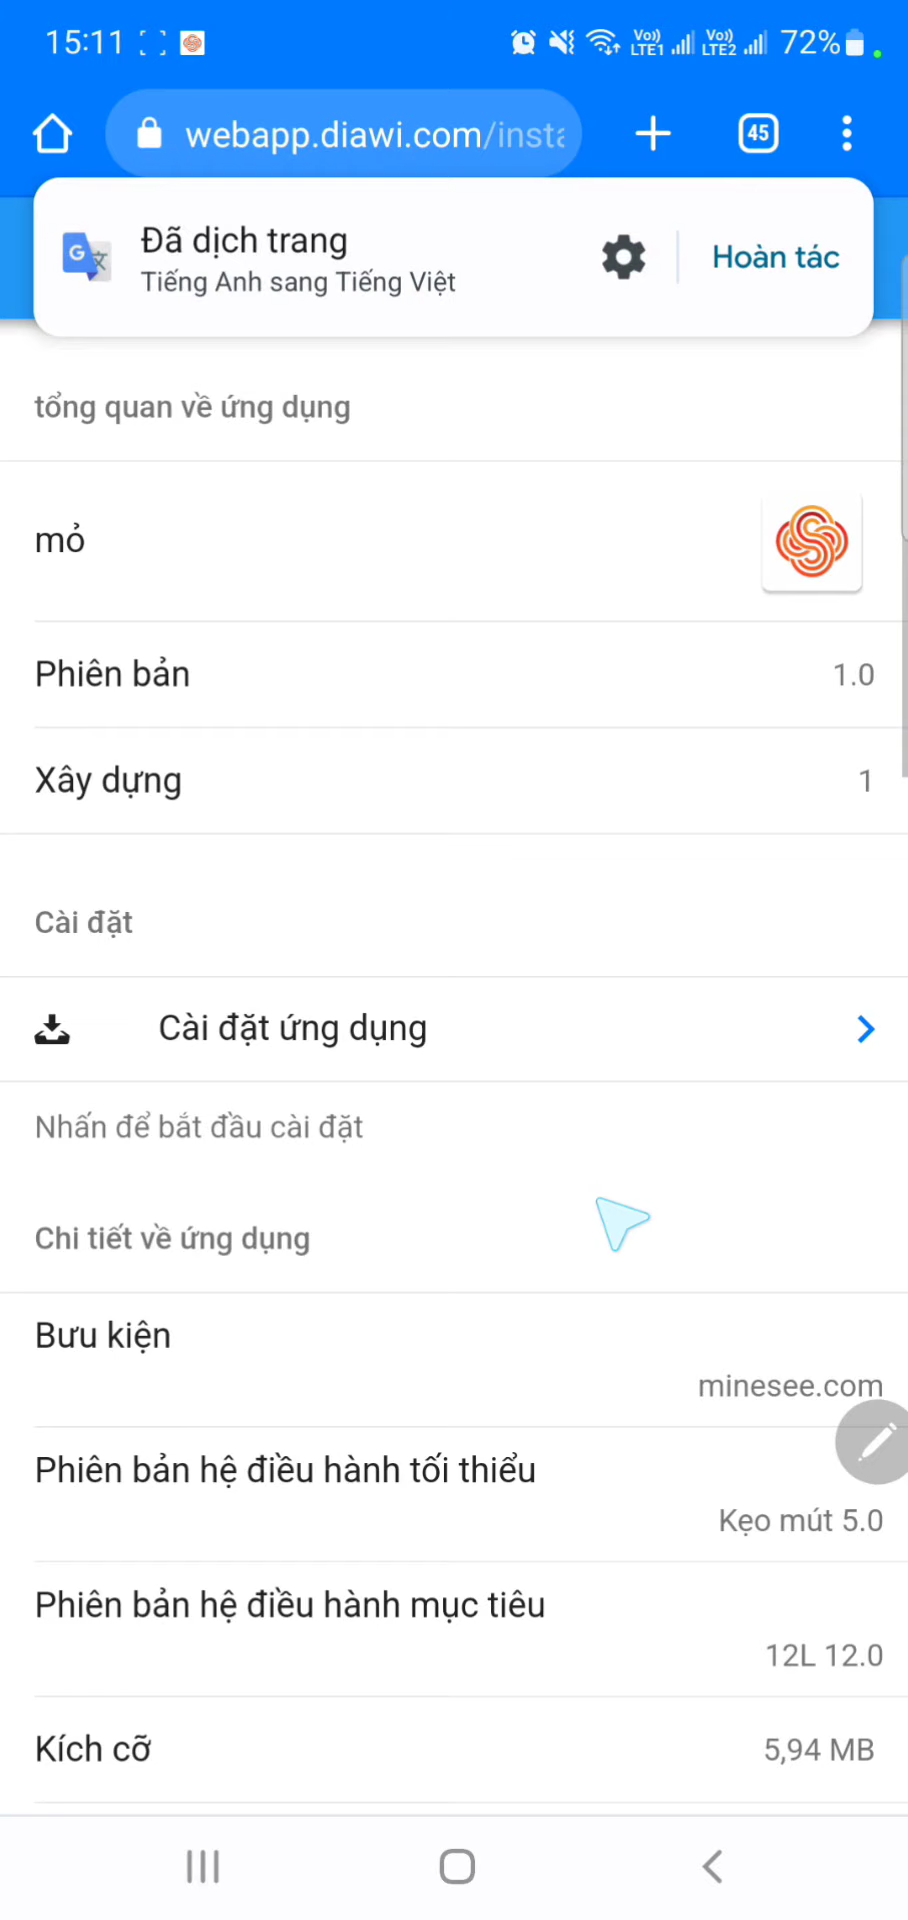 15:11 Vo)) LTE1 Vo)) LTE2 72%
webapp.diawi.com/insta
45
Đã dịch trang
Tiếng Anh sang Tiếng Việt
Hoàn tác
tổng quan về ứng dụng
mỏ
Phiên bản 1.0
Xây dựng 1
Cài đặt
Cài đặt ứng dụng
Nhấn để bắt đầu cài đặt
Chi tiết về ứng dụng
Bưu kiện
minesee.com
Phiên bản hệ điều hành tối thiểu
Kẹo mút 5.0
Phiên bản hệ điều hành mục tiêu
12L 12.0
Kích cỡ 5,94 MB